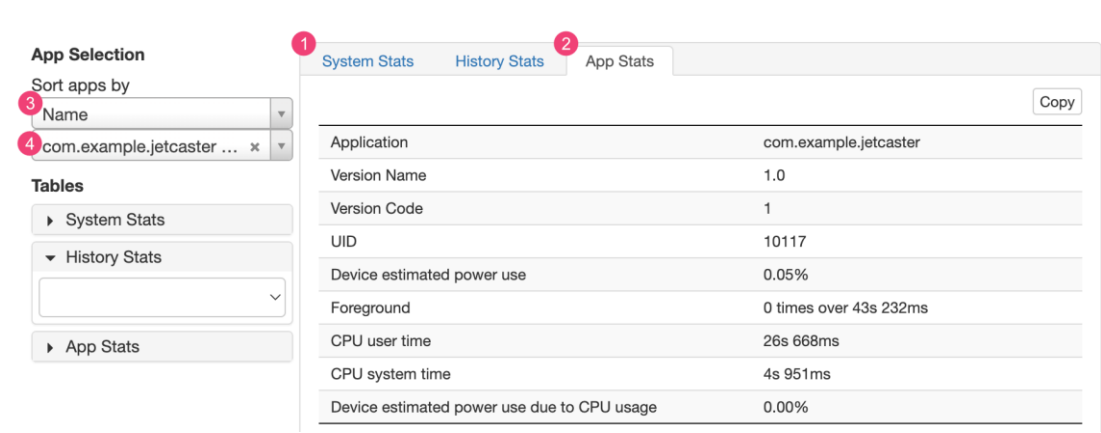 App Selection
Sort apps by
3
Name
4
com.example.jetcaster ... ×
Tables
System Stats
History Stats
App Stats
1
System Stats
History Stats
2
App Stats
Copy
Application com.example.jetcaster
Version Name 1.0
Version Code 1
UID 10117
Device estimated power use 0.05%
Foreground 0 times over 43s 232ms
CPU user time 26s 668ms
CPU system time 4s 951ms
Device estimated power use due to CPU usage 0.00%